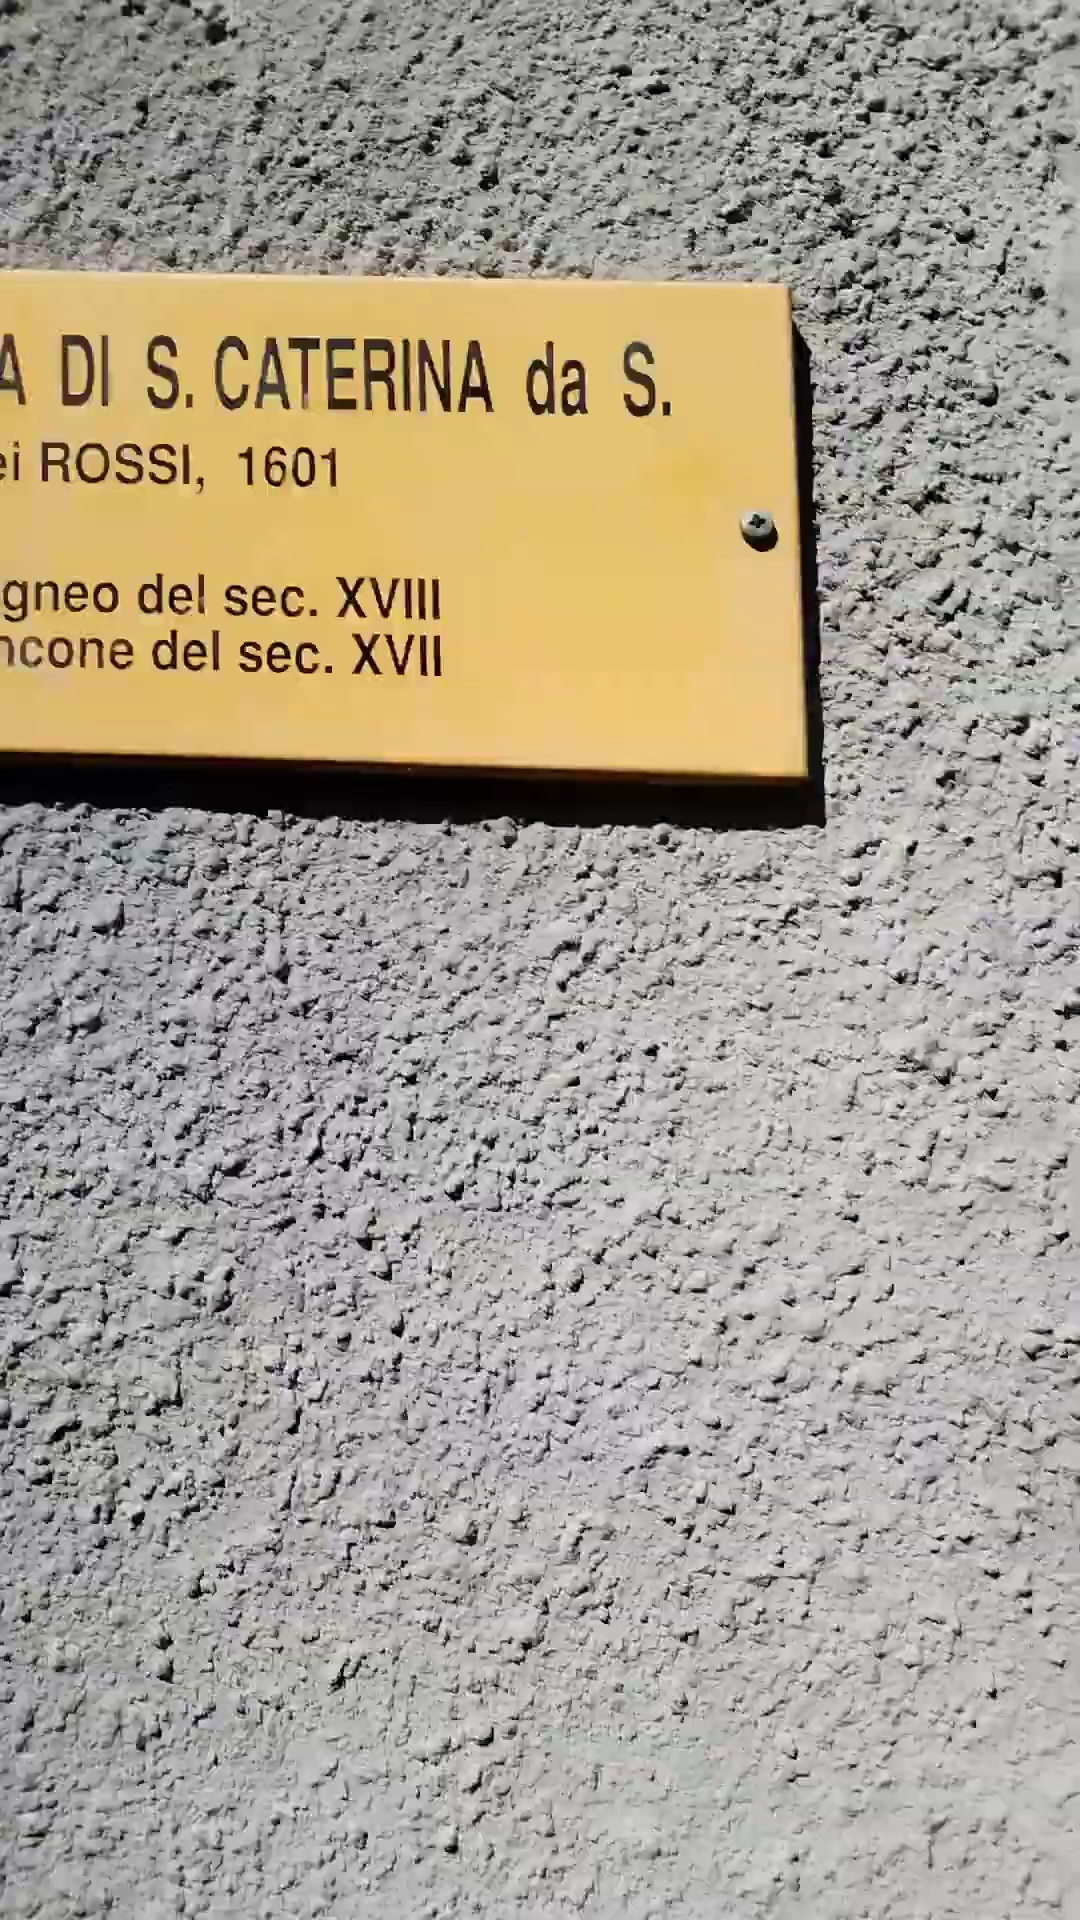 A DI S. CATERINA da S.
ei ROSSI, 1601
gneo del sec. XVIII
ncone del sec. XVII